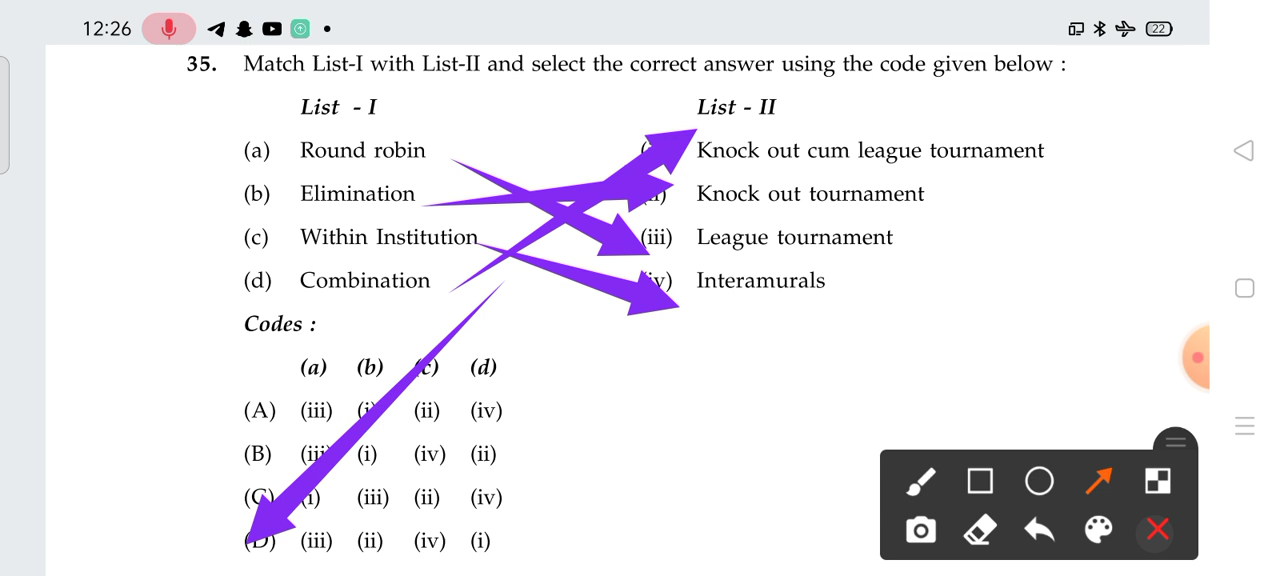 12:26
22
35. Match List-I with List-II and select the correct answer using the code given below :
List - I List - II
(a) Round robin Knock out cum league tournament
(b) Elimination Knock out tournament
(c) Within Institution (iii) League tournament
(d) Combination (iv) Interamurals
Codes :
(a) (b) (c) (d)
(A) (iii) (i) (ii) (iv)
(B) (iii) (i) (iv) (ii)
(C) (i) (iii) (ii) (iv)
(D) (iii) (ii) (iv) (i)